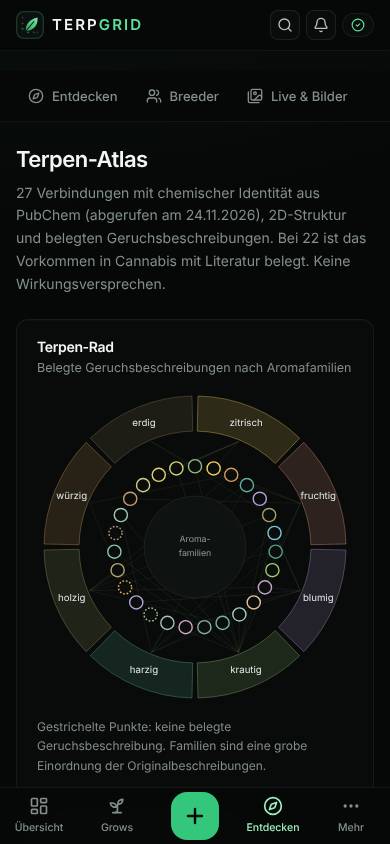 TERPGRID
Entdecken
Breeder
Live & Bilder
Terpen-Atlas
27 Verbindungen mit chemischer Identität aus
PubChem (abgerufen am 24.11.2026), 2D-Struktur
und belegten Geruchsbeschreibungen. Bei 22 ist das
Vorkommen in Cannabis mit Literatur belegt. Keine
Wirkungsversprechen.
Terpen-Rad
Belegte Geruchsbeschreibungen nach Aromafamilien
erdig
zitrisch
würzig
fruchtig
Aroma-
familien
holzig
blumig
harzig
krautig
Gestrichelte Punkte: keine belegte
Geruchsbeschreibung. Familien sind eine grobe
Einordnung der Originalbeschreibungen.
Übersicht
Grows
Entdecken
Mehr